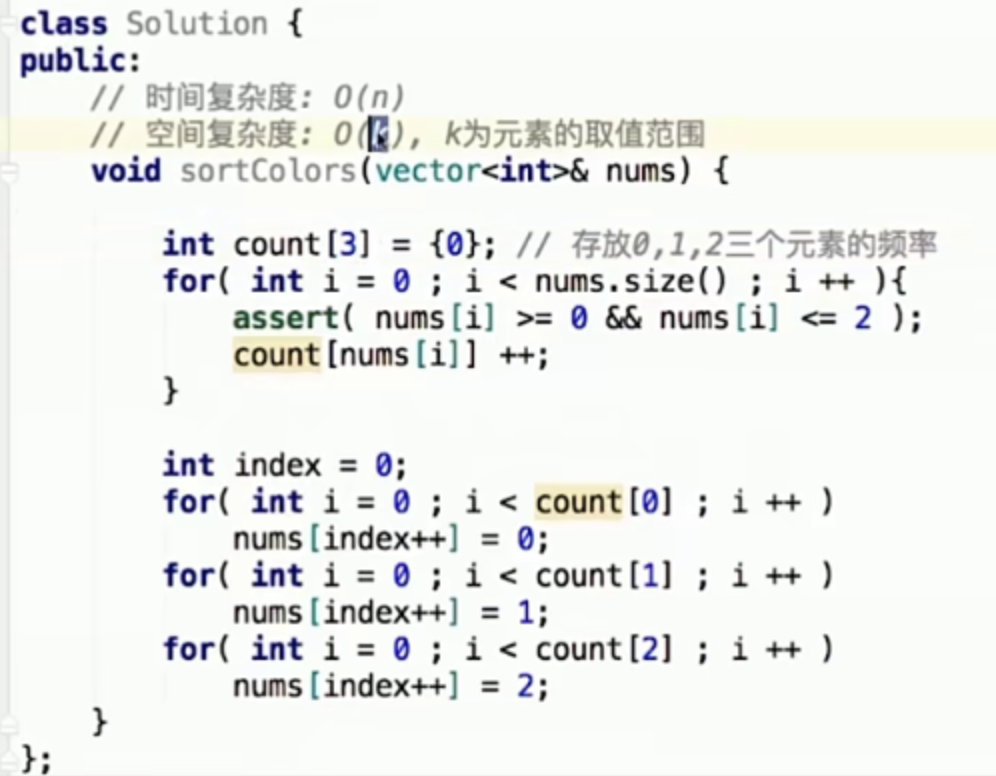 class Solution {
public:
    // 时间复杂度: O(n)
    // 空间复杂度: O(k), k为元素的取值范围
    void sortColors(vector<int>& nums) {
        int count[3] = {0}; // 存放0,1,2三个元素的频率
        for( int i = 0 ; i < nums.size() ; i ++ ){
            assert( nums[i] >= 0 && nums[i] <= 2 );
            count[nums[i]] ++;
        }
        int index = 0;
        for( int i = 0 ; i < count[0] ; i ++ )
            nums[index++] = 0;
        for( int i = 0 ; i < count[1] ; i ++ )
            nums[index++] = 1;
        for( int i = 0 ; i < count[2] ; i ++ )
            nums[index++] = 2;
    }
};